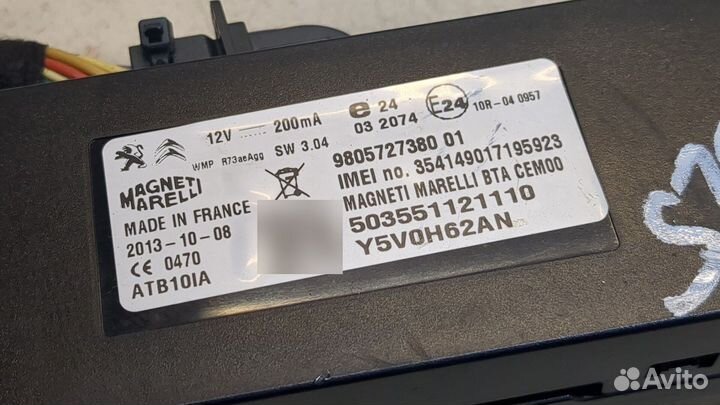 12V 200mA
e 24
03 2074
E24 10R-04 0957
WMP R73aeAgg SW 3.04
9805727380 01
IMEI no. 354149017195923
MAGNETI MARELLI BTA CEM00
503551121110
Y5V0H62AN
MAGNETI
MARELLI
MADE IN FRANCE
2013-10-08
CE 0470
ATB10IA
Avito